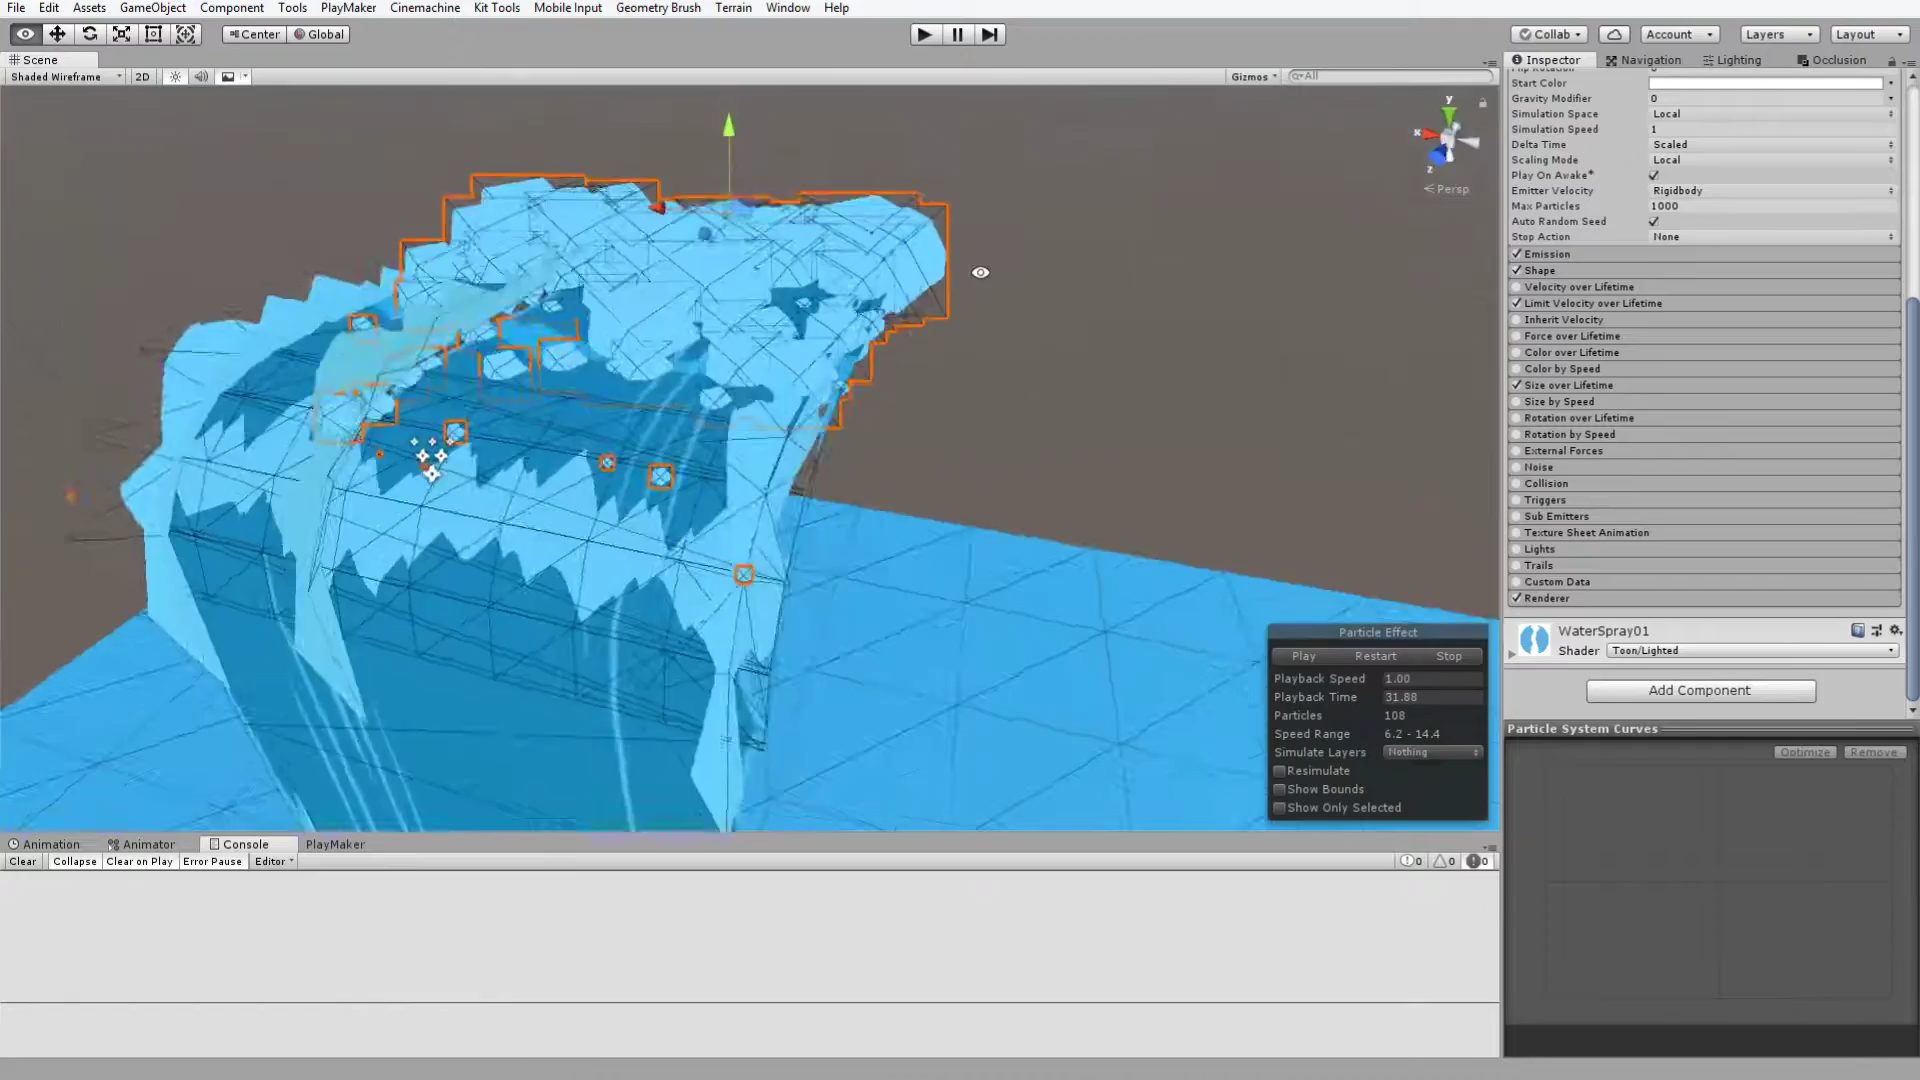 File Edit Assets GameObject Component Tools PlayMaker Cinemachine Kit Tools Mobile Input Geometry Brush Terrain Window Help
Center Global Collab Account Layers Layout
Scene
Shaded Wireframe 2D Gizmos All
y
x
z
Persp
Inspector Navigation Lighting Occlusion
Start Color
Gravity Modifier 0
Simulation Space Local
Simulation Speed 1
Delta Time Scaled
Scaling Mode Local
Play On Awake*
Emitter Velocity Rigidbody
Max Particles 1000
Auto Random Seed
Stop Action None
Emission
Shape
Velocity over Lifetime
Limit Velocity over Lifetime
Inherit Velocity
Force over Lifetime
Color over Lifetime
Color by Speed
Size over Lifetime
Size by Speed
Rotation over Lifetime
Rotation by Speed
External Forces
Noise
Collision
Triggers
Sub Emitters
Texture Sheet Animation
Lights
Trails
Custom Data
Renderer
WaterSpray01
Shader Toon/Lighted
Add Component
Particle System Curves
Optimize Remove
Particle Effect
Play Restart Stop
Playback Speed 1.00
Playback Time 31.88
Particles 108
Speed Range 6.2 - 14.4
Simulate Layers Nothing
Resimulate
Show Bounds
Show Only Selected
Animation Animator Console PlayMaker
Clear Collapse Clear on Play Error Pause Editor 0 0 0